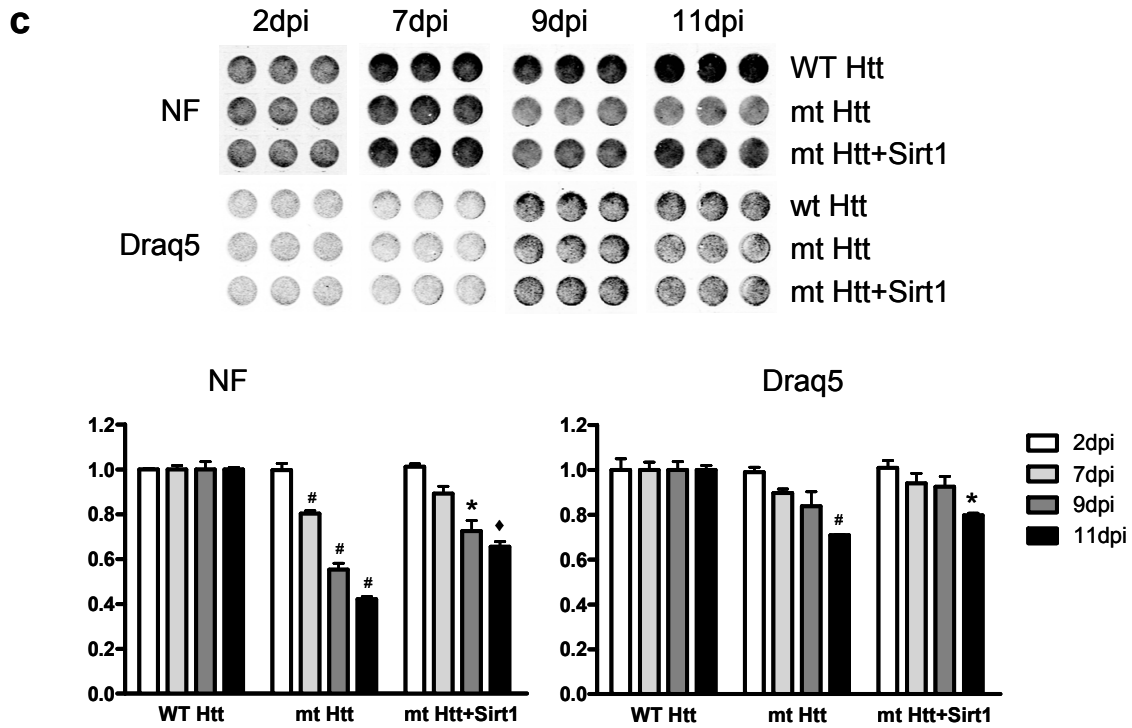 c
2dpi 7dpi 9dpi 11dpi
NF
WT Htt
mt Htt
mt Htt+Sirt1
Draq5
wt Htt
mt Htt
mt Htt+Sirt1
NF
1.2
1.0
0.8
0.6
0.4
0.2
0.0
#
#
#
*
♦
WT Htt mt Htt mt Htt+Sirt1
Draq5
1.2
1.0
0.8
0.6
0.4
0.2
0.0
#
*
WT Htt mt Htt mt Htt+Sirt1
2dpi
7dpi
9dpi
11dpi